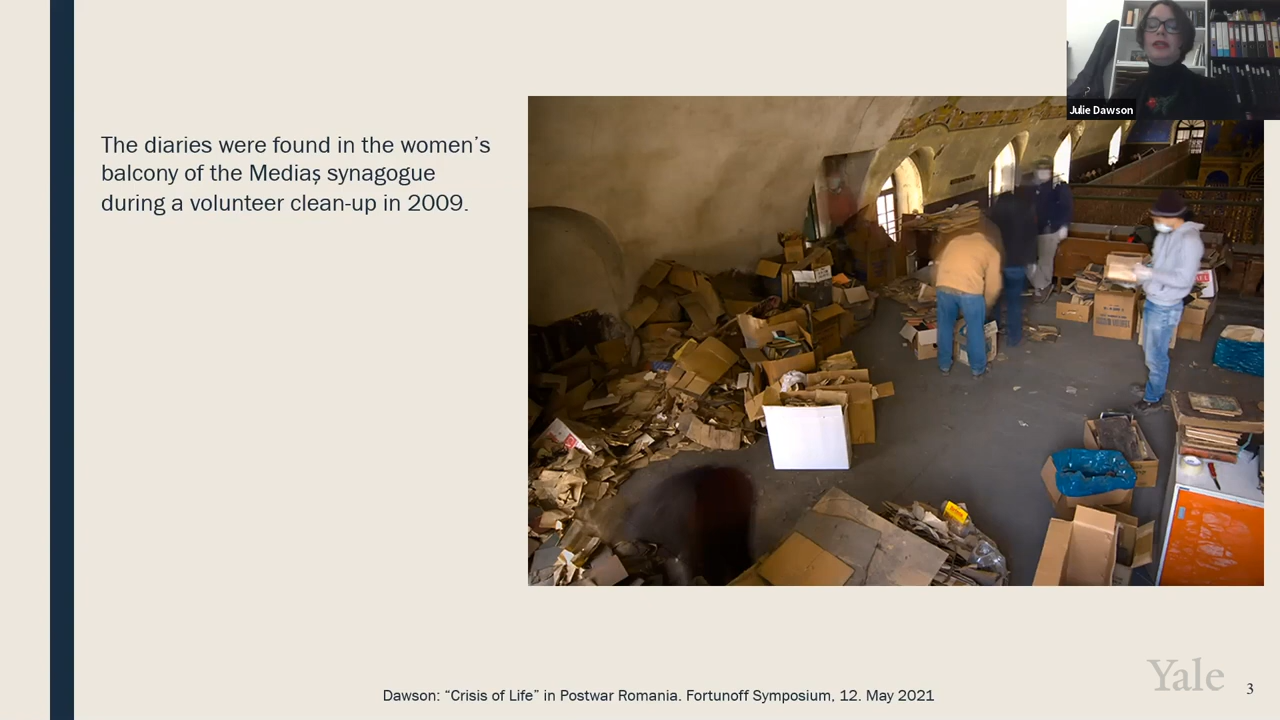 Julie Dawson
The diaries were found in the women’s
balcony of the Mediaș synagogue
during a volunteer clean-up in 2009.
Dawson: “Crisis of Life” in Postwar Romania. Fortunoff Symposium, 12. May 2021
Yale
3